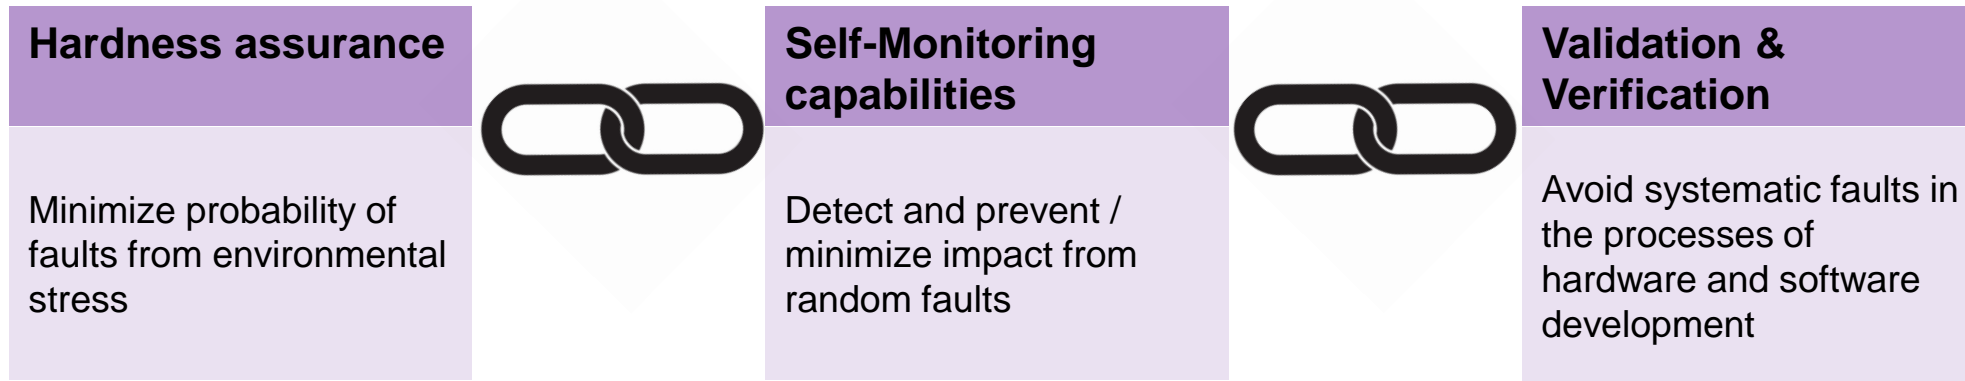 Hardness assurance
Minimize probability of
faults from environmental
stress
Self-Monitoring
capabilities
Detect and prevent /
minimize impact from
random faults
Validation &
Verification
Avoid systematic faults in
the processes of
hardware and software
development